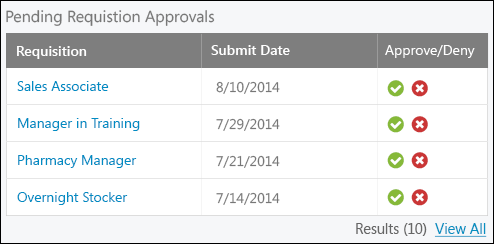 Pending Requistion Approvals
Requisition Submit Date Approve/Deny
Sales Associate 8/10/2014
Manager in Training 7/29/2014
Pharmacy Manager 7/21/2014
Overnight Stocker 7/14/2014
Results (10) View All